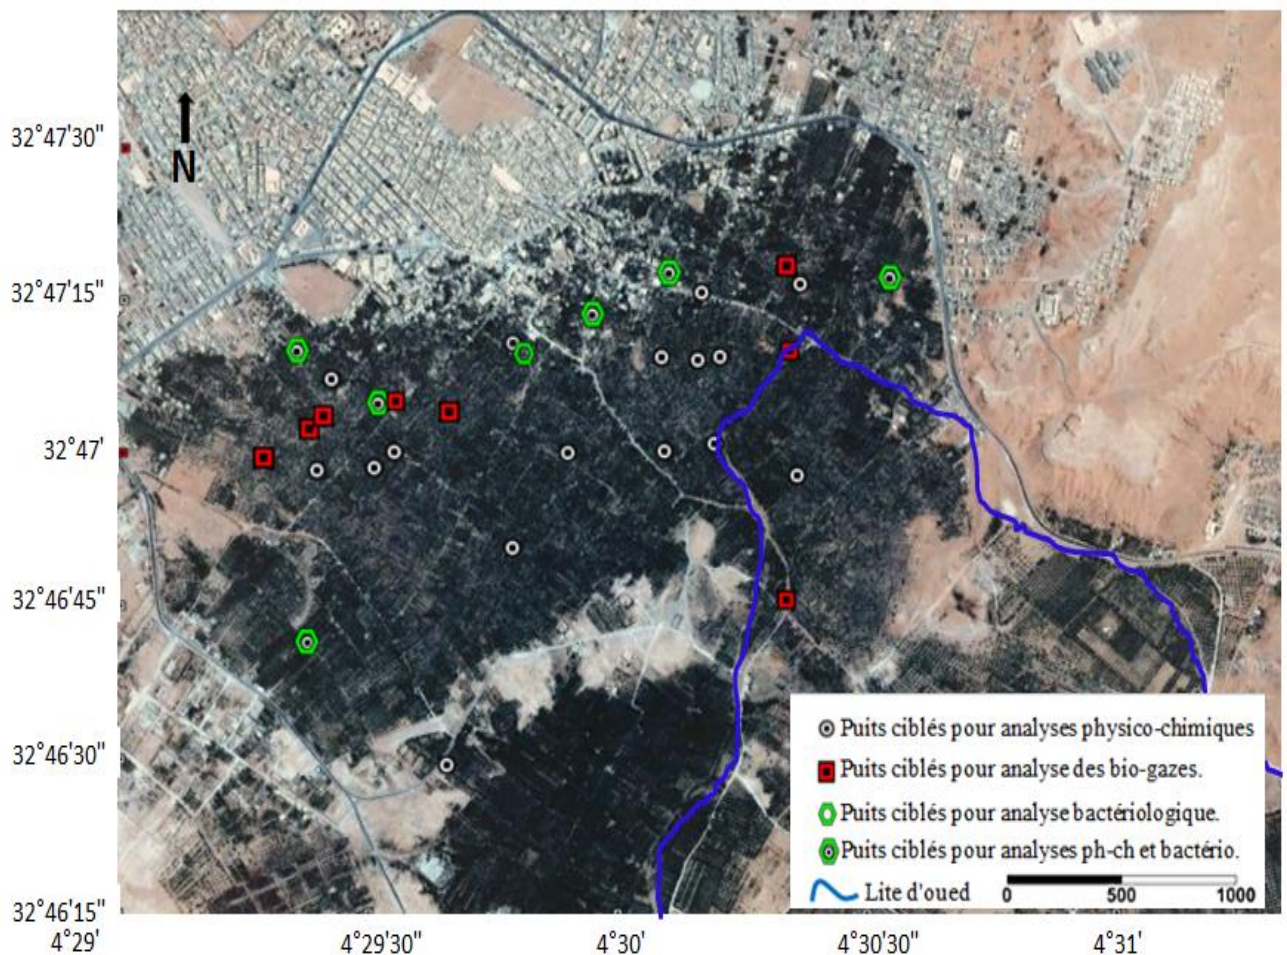 N
32°47'30"
32°47'15"
32°47'
32°46'45"
32°46'30"
32°46'15"
4°29'
4°29'30"
4°30'
4°30'30"
4°31'
Puits ciblés pour analyses physico-chimiques
Puits ciblés pour analyse des bio-gazes.
Puits ciblés pour analyse bactériologique.
Puits ciblés pour analyses ph-ch et bactério.
Lite d'oued
0 500 1000